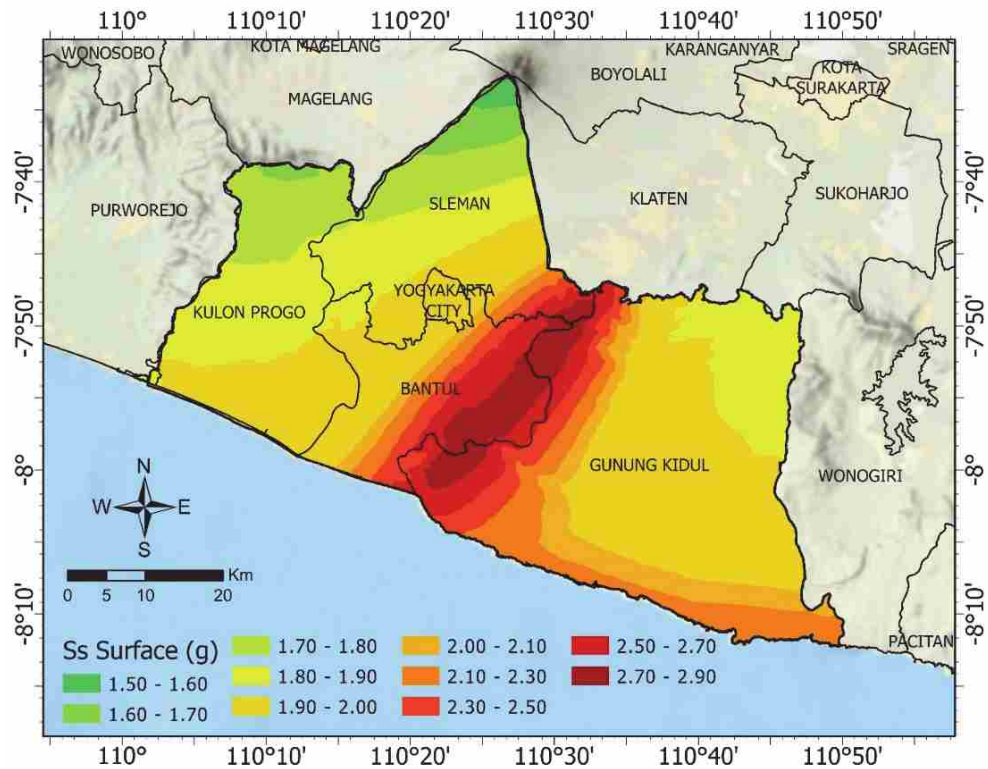 110° 110°10' 110°20' 110°30' 110°40' 110°50'
WONOSOBO
KOTA MAGELANG
KARANGANYAR
SRAGEN
BOYOLALI
KOTA
SURAKARTA
MAGELANG
-7°40'
-7°40'
PURWOREJO
SLEMAN
KLATEN
SUKOHARJO
YOGYAKARTA
CITY
KULON PROGO
-7°50'
-7°50'
BANTUL
GUNUNG KIDUL
WONOGIRI
-8°
-8°
N
W E
S
Km
0 5 10 20
-8°10'
-8°10'
PACITAN
Ss Surface (g)
1.50 - 1.60
1.60 - 1.70
1.70 - 1.80
1.80 - 1.90
1.90 - 2.00
2.00 - 2.10
2.10 - 2.30
2.30 - 2.50
2.50 - 2.70
2.70 - 2.90
110° 110°10' 110°20' 110°30' 110°40' 110°50'